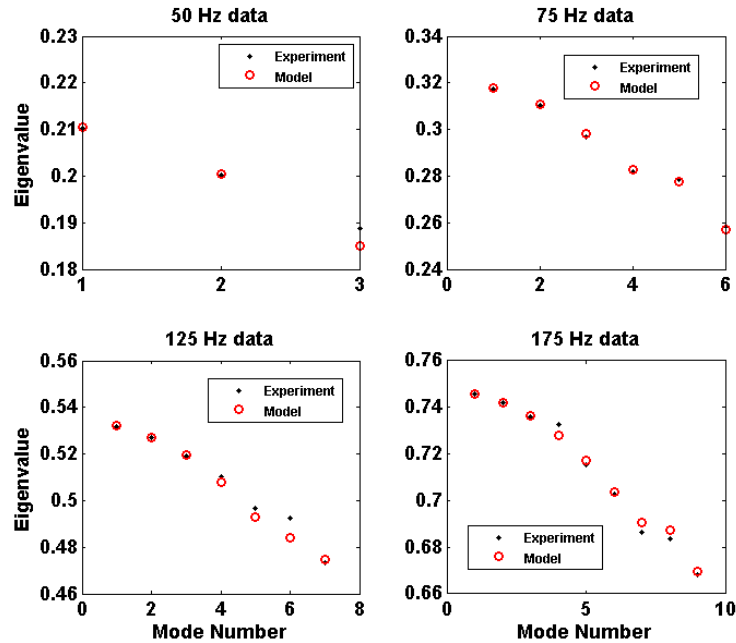 50 Hz data
Eigenvalue
0.23
0.22
0.21
0.2
0.19
0.18
1
2
3
Experiment
Model
75 Hz data
0.34
0.32
0.3
0.28
0.26
0.24
0
2
4
6
Experiment
Model
125 Hz data
Eigenvalue
0.56
0.54
0.52
0.5
0.48
0.46
0
2
4
6
8
Mode Number
Experiment
Model
175 Hz data
0.76
0.74
0.72
0.7
0.68
0.66
0
5
10
Mode Number
Experiment
Model